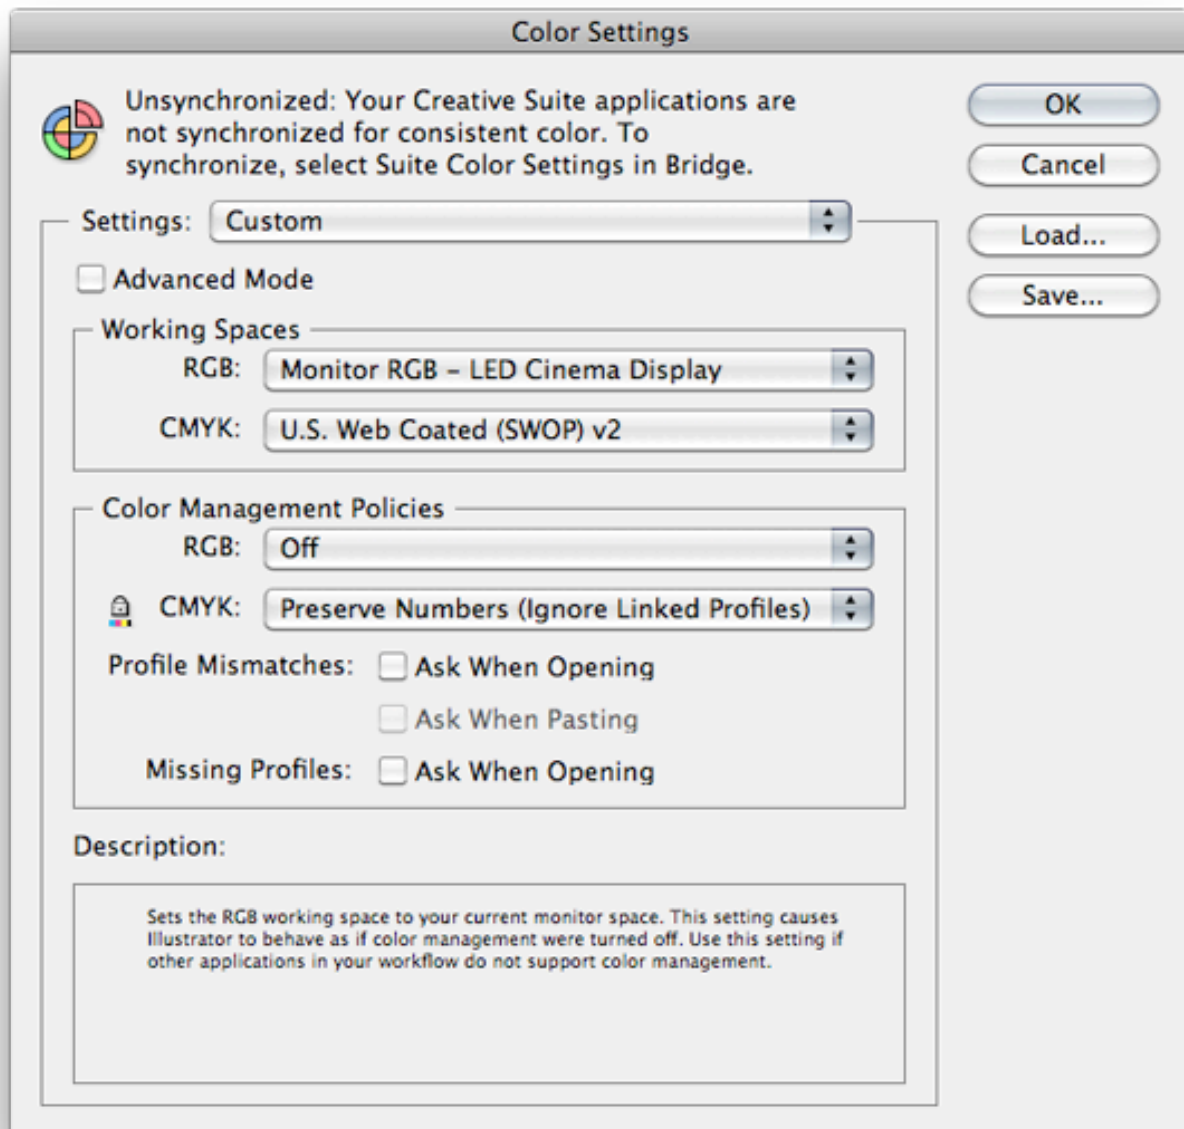 Color Settings
Unsynchronized: Your Creative Suite applications are
not synchronized for consistent color. To
synchronize, select Suite Color Settings in Bridge.
OK
Cancel
Load...
Save...
Settings: Custom
Advanced Mode
Working Spaces
RGB: Monitor RGB – LED Cinema Display
CMYK: U.S. Web Coated (SWOP) v2
Color Management Policies
RGB: Off
CMYK: Preserve Numbers (Ignore Linked Profiles)
Profile Mismatches: Ask When Opening
Ask When Pasting
Missing Profiles: Ask When Opening
Description:
Sets the RGB working space to your current monitor space. This setting causes
Illustrator to behave as if color management were turned off. Use this setting if
other applications in your workflow do not support color management.